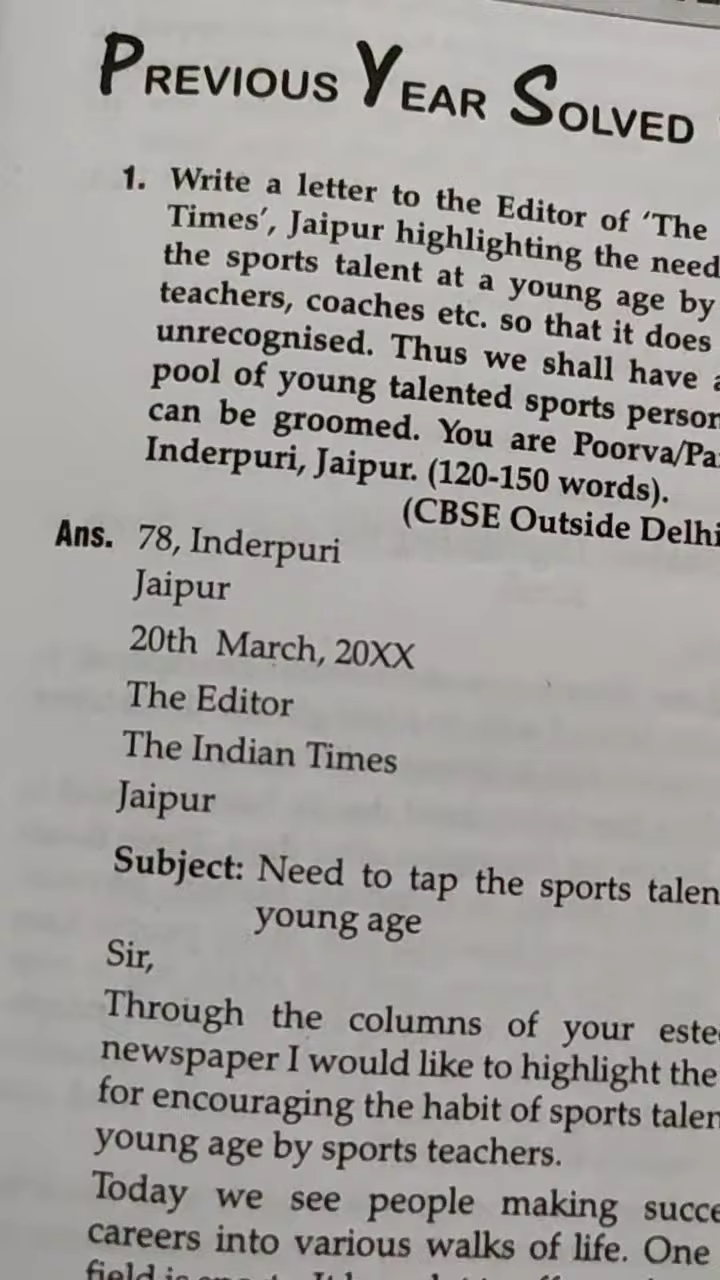 PREVIOUS YEAR SOLVED
1. Write a letter to the Editor of 'The
Times', Jaipur highlighting the need
the sports talent at a young age by
teachers, coaches etc. so that it does
unrecognised. Thus we shall have a
pool of young talented sports person
can be groomed. You are Poorva/Pa
Inderpuri, Jaipur. (120-150 words).
(CBSE Outside Delhi
Ans. 78, Inderpuri
Jaipur
20th March, 20XX
The Editor
The Indian Times
Jaipur
Subject: Need to tap the sports talen
young age
Sir,
Through the columns of your este
newspaper I would like to highlight the
for encouraging the habit of sports talen
young age by sports teachers.
Today we see people making succe
careers into various walks of life. One
field is